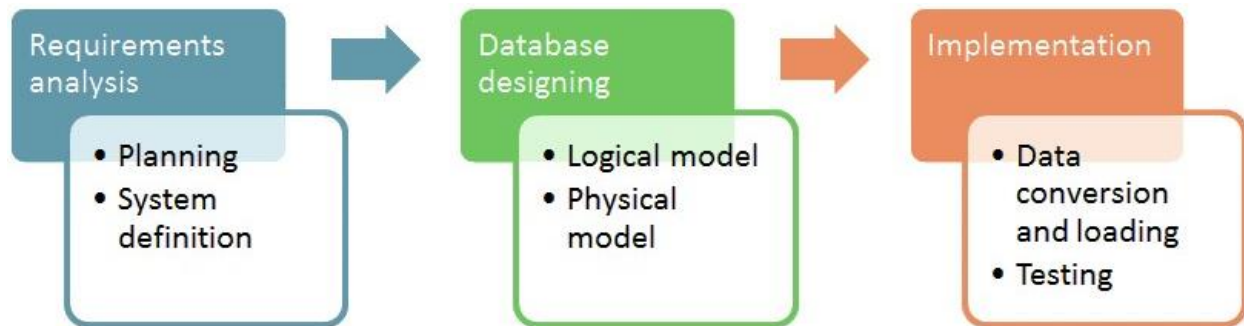 Requirements
analysis
• Planning
• System
definition
Database
designing
• Logical model
• Physical
model
Implementation
• Data
conversion
and loading
• Testing